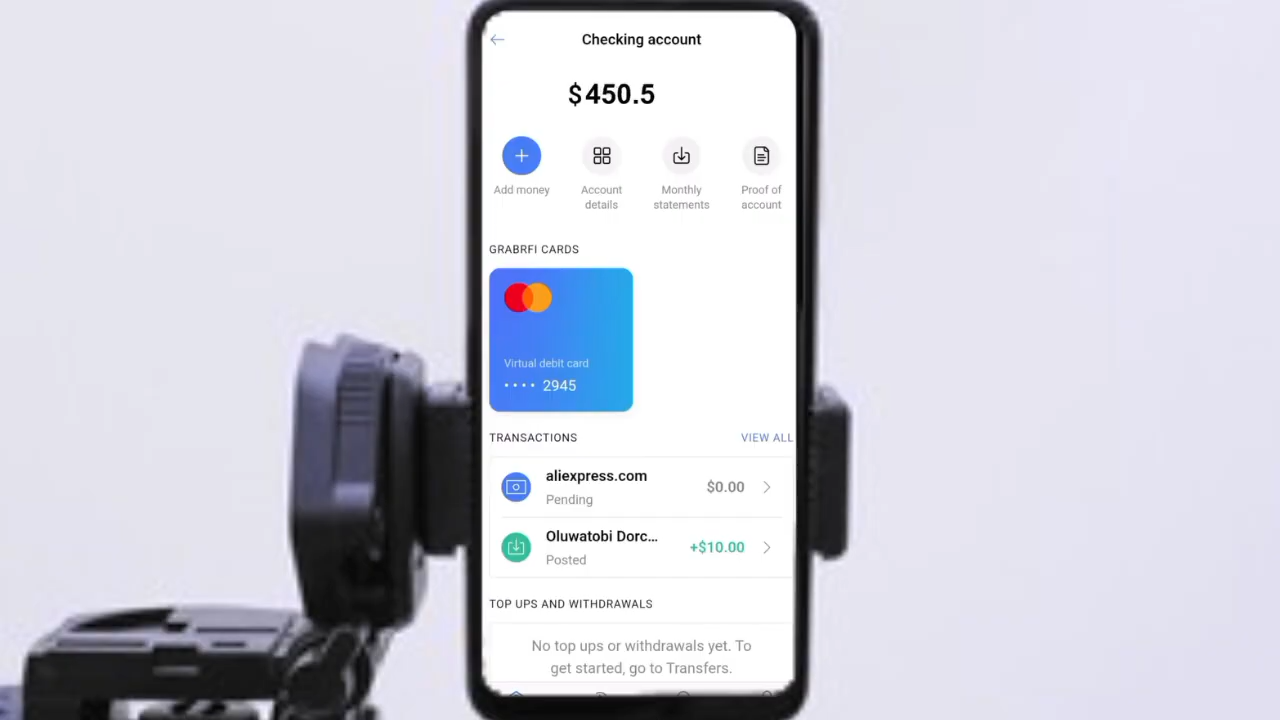 Checking account
$450.5
Add money
Account details
Monthly statements
Proof of account
GRABRFI CARDS
Virtual debit card
•••• 2945
TRANSACTIONS VIEW ALL
aliexpress.com $0.00
Pending
Oluwatobi Dorc... +$10.00
Posted
TOP UPS AND WITHDRAWALS
No top ups or withdrawals yet. To
get started, go to Transfers.